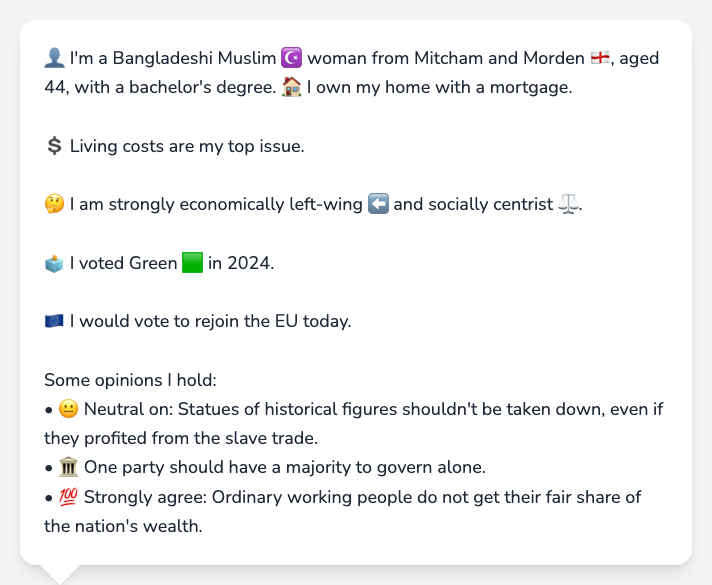 👤 I'm a Bangladeshi Muslim ☪️ woman from Mitcham and Morden 🏴󠁧󠁢󠁥󠁮󠁧󠁿, aged
44, with a bachelor's degree. 🏠 I own my home with a mortgage.
💲 Living costs are my top issue.
🤔 I am strongly economically left-wing ⬅️ and socially centrist ⚖️.
🗳️ I voted Green 🟩 in 2024.
🇪🇺 I would vote to rejoin the EU today.
Some opinions I hold:
• 😐 Neutral on: Statues of historical figures shouldn't be taken down, even if
they profited from the slave trade.
• 🏛️ One party should have a majority to govern alone.
• 💯 Strongly agree: Ordinary working people do not get their fair share of
the nation's wealth.